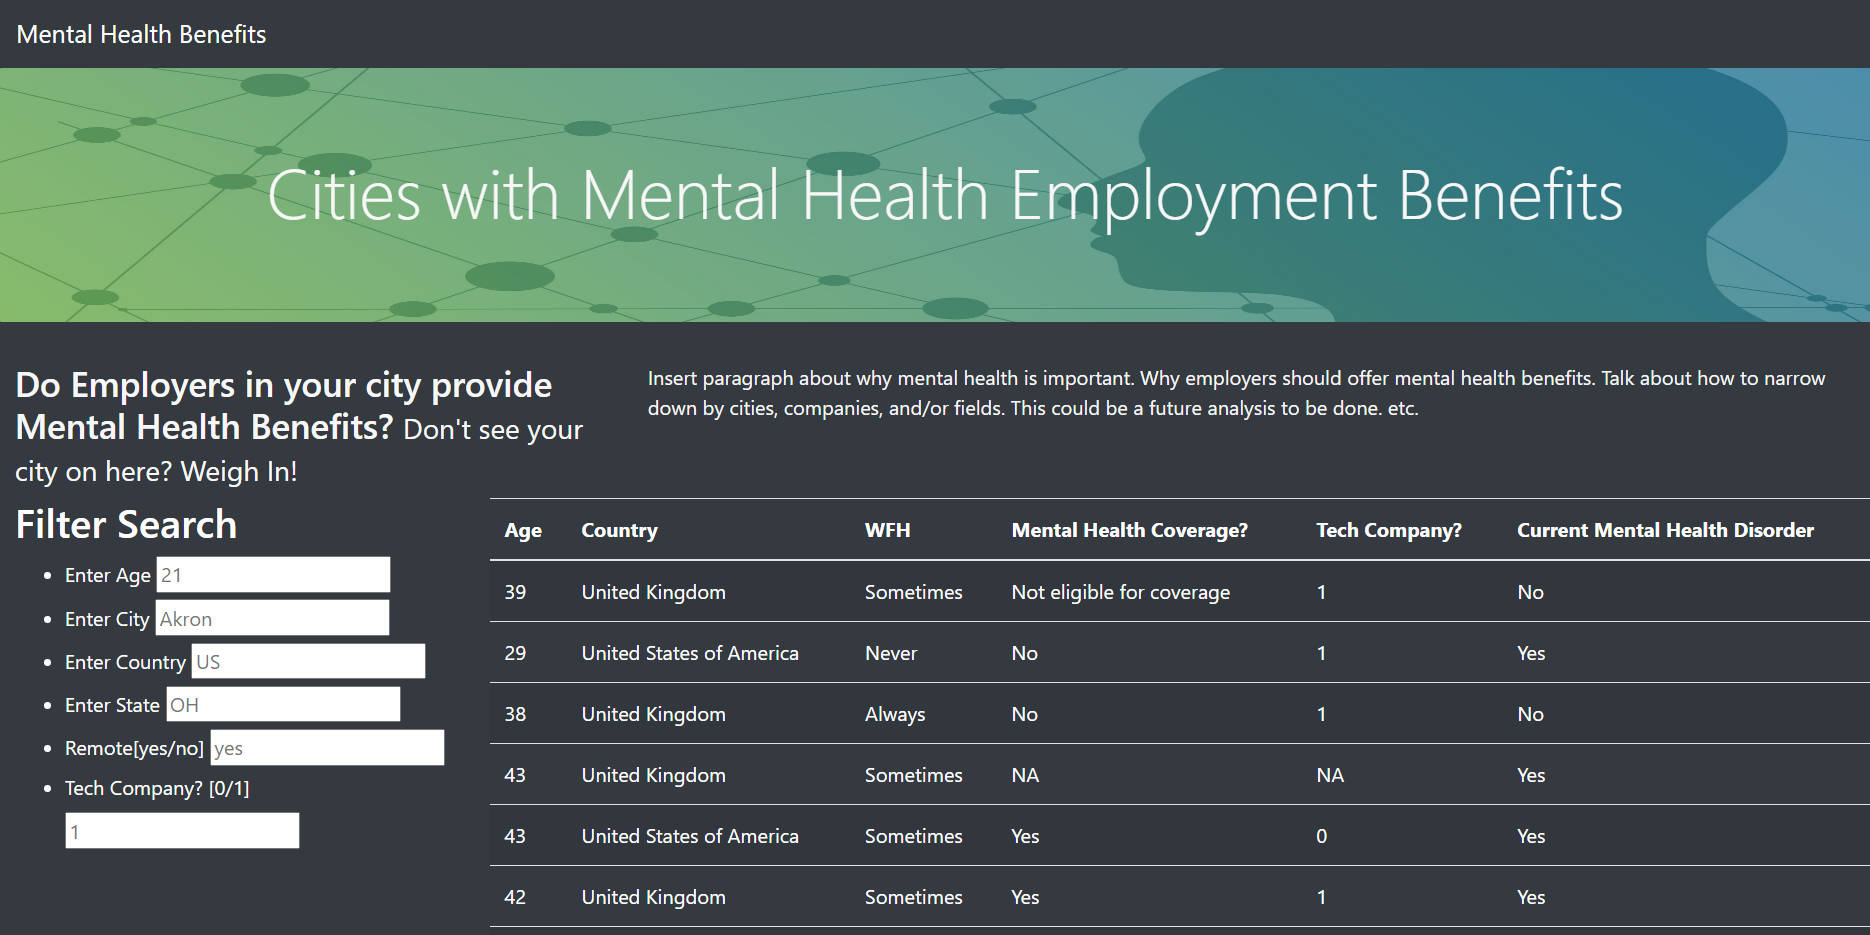 Mental Health Benefits
Cities with Mental Health Employment Benefits
Do Employers in your city provide
Mental Health Benefits? Don't see your
city on here? Weigh In!
Insert paragraph about why mental health is important. Why employers should offer mental health benefits. Talk about how to narrow
down by cities, companies, and/or fields. This could be a future analysis to be done. etc.
Filter Search
Enter Age 21
Enter City Akron
Enter Country US
Enter State OH
Remote[yes/no] yes
Tech Company? [0/1]
1
Age Country WFH Mental Health Coverage? Tech Company? Current Mental Health Disorder
39 United Kingdom Sometimes Not eligible for coverage 1 No
29 United States of America Never No 1 Yes
38 United Kingdom Always No 1 No
43 United Kingdom Sometimes NA NA Yes
43 United States of America Sometimes Yes 0 Yes
42 United Kingdom Sometimes Yes 1 Yes